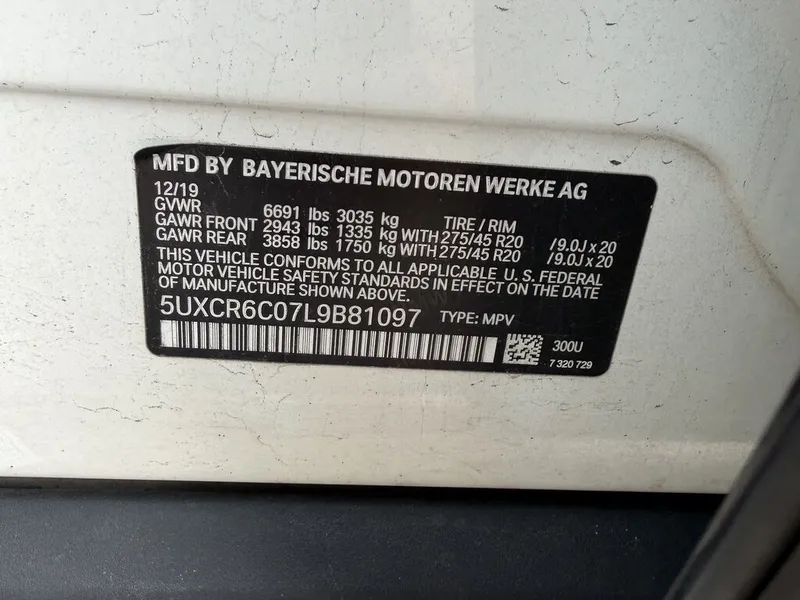 MFD BY BAYERISCHE MOTOREN WERKE AG
12/19
GVWR 6691 lbs 3035 kg TIRE / RIM
GAWR FRONT 2943 lbs 1335 kg WITH 275/45 R20 /9.0J x 20
GAWR REAR 3858 lbs 1750 kg WITH 275/45 R20 /9.0J x 20
THIS VEHICLE CONFORMS TO ALL APPLICABLE U. S. FEDERAL
MOTOR VEHICLE SAFETY STANDARDS IN EFFECT ON THE DATE
OF MANUFACTURE SHOWN ABOVE.
5UXCR6C07L9B81097 TYPE: MPV
300U
7 320 729